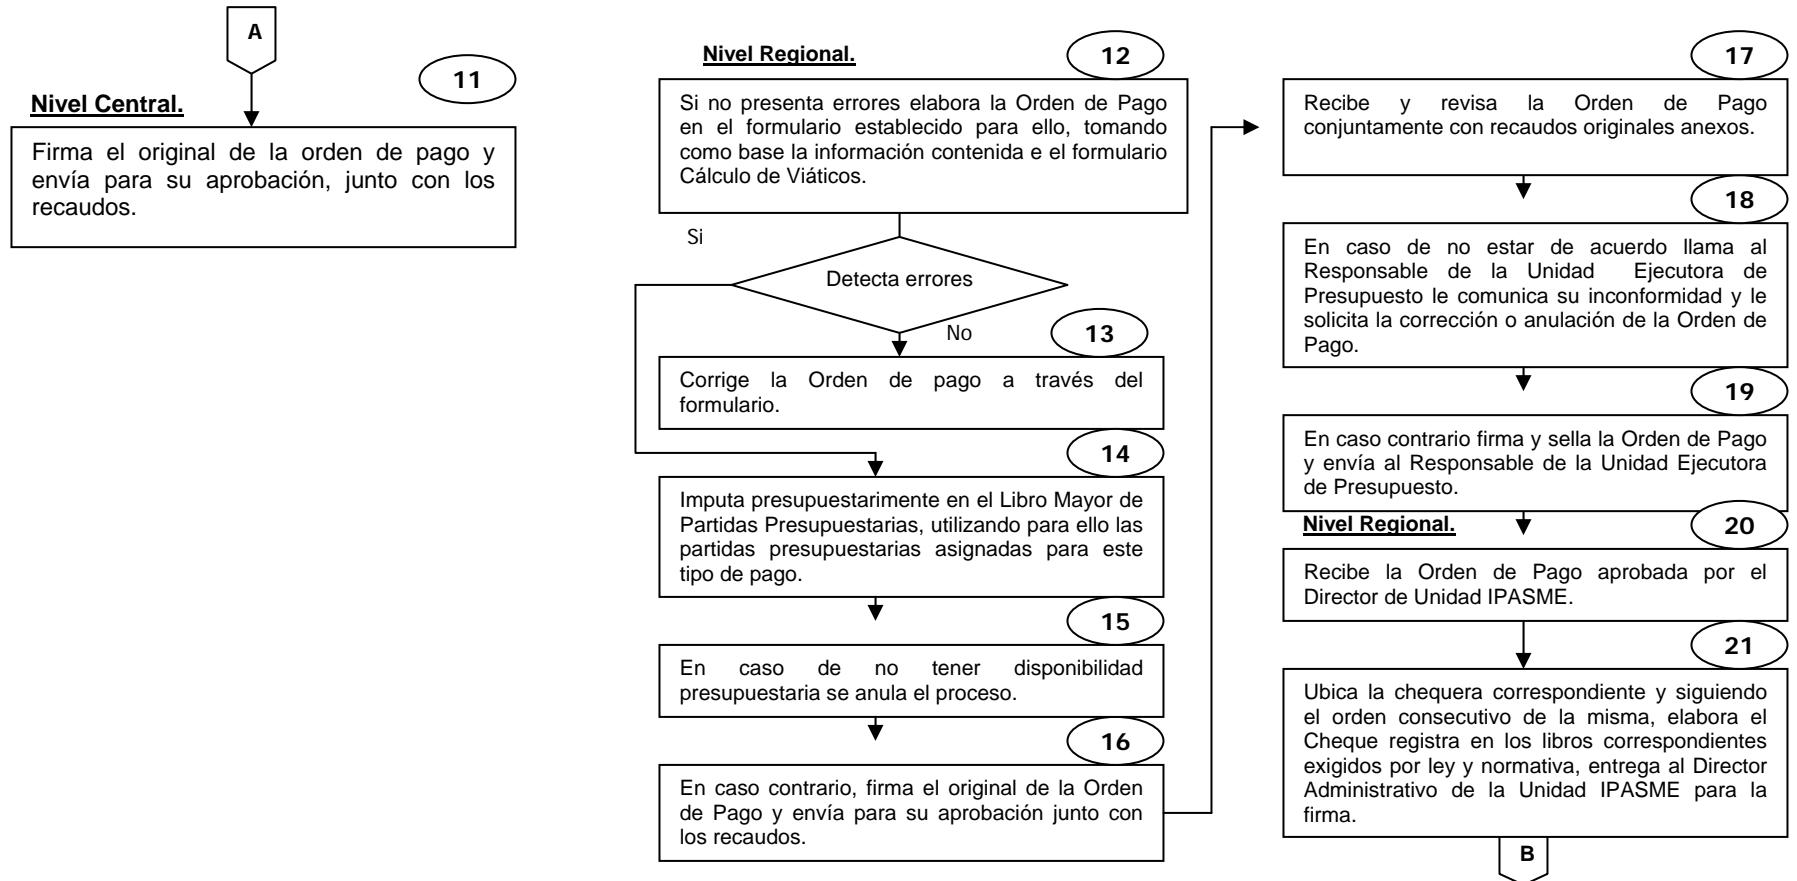 A
11
Nivel Central.
Firma el original de la orden de pago y
envía para su aprobación, junto con los
recaudos.
Nivel Regional.
12
Si no presenta errores elabora la Orden de Pago
en el formulario establecido para ello, tomando
como base la información contenida e el formulario
Cálculo de Viáticos.
Si
Detecta errores
No
13
Corrige la Orden de pago a través del
formulario.
14
Imputa presupuestarimente en el Libro Mayor de
Partidas Presupuestarias, utilizando para ello las
partidas presupuestarias asignadas para este
tipo de pago.
15
En caso de no tener disponibilidad
presupuestaria se anula el proceso.
16
En caso contrario, firma el original de la Orden
de Pago y envía para su aprobación junto con
los recaudos.
17
Recibe y revisa la Orden de Pago
conjuntamente con recaudos originales anexos.
18
En caso de no estar de acuerdo llama al
Responsable de la Unidad Ejecutora de
Presupuesto le comunica su inconformidad y le
solicita la corrección o anulación de la Orden de
Pago.
19
En caso contrario firma y sella la Orden de Pago
y envía al Responsable de la Unidad Ejecutora
de Presupuesto.
Nivel Regional.
20
Recibe la Orden de Pago aprobada por el
Director de Unidad IPASME.
21
Ubica la chequera correspondiente y siguiendo
el orden consecutivo de la misma, elabora el
Cheque registra en los libros correspondientes
exigidos por ley y normativa, entrega al Director
Administrativo de la Unidad IPASME para la
firma.
B